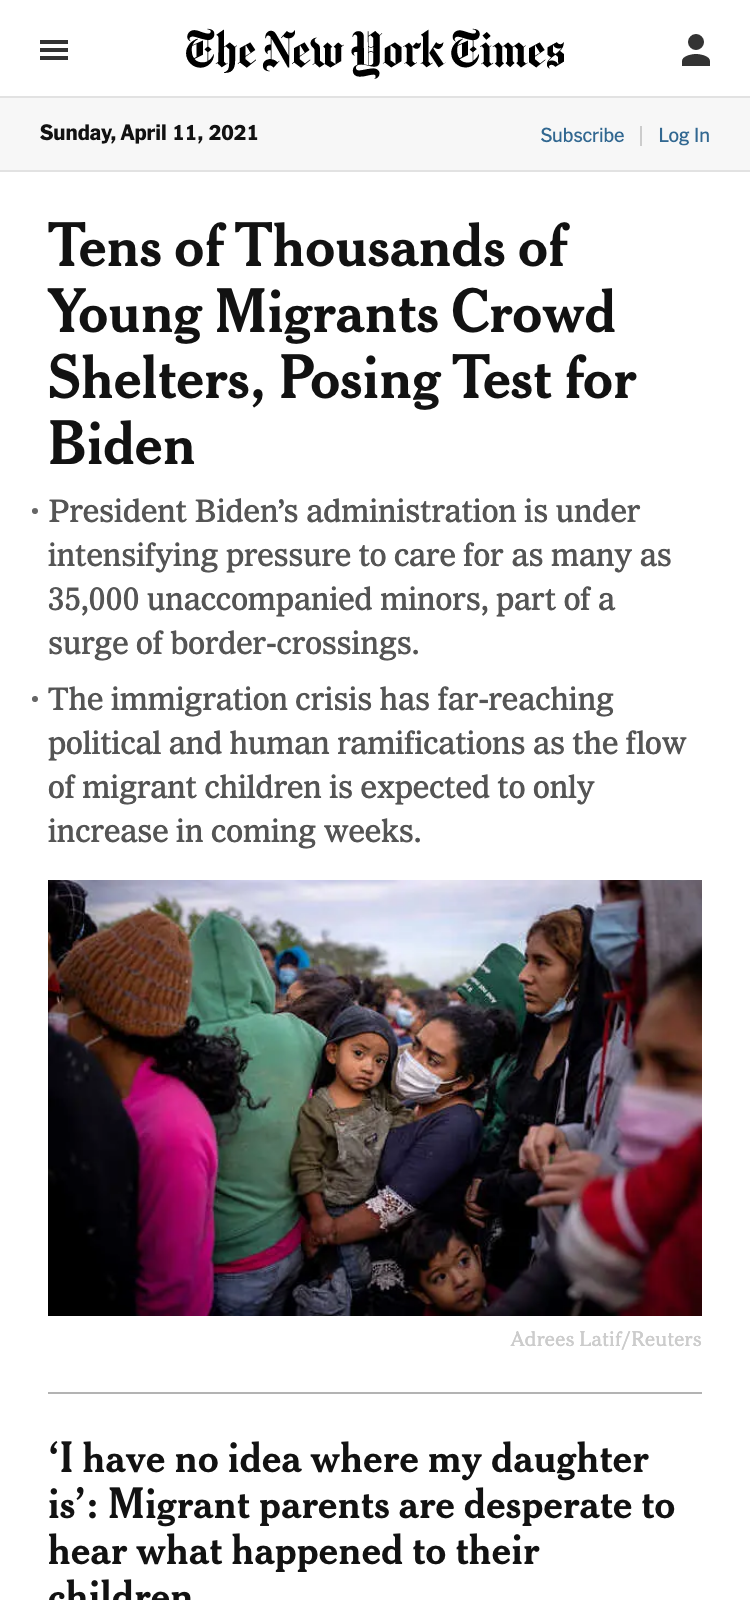 The New York Times
Sunday, April 11, 2021
Subscribe | Log In
Tens of Thousands of
Young Migrants Crowd
Shelters, Posing Test for
Biden
• President Biden’s administration is under
intensifying pressure to care for as many as
35,000 unaccompanied minors, part of a
surge of border-crossings.
• The immigration crisis has far-reaching
political and human ramifications as the flow
of migrant children is expected to only
increase in coming weeks.
Adrees Latif/Reuters
‘I have no idea where my daughter
is’: Migrant parents are desperate to
hear what happened to their
children